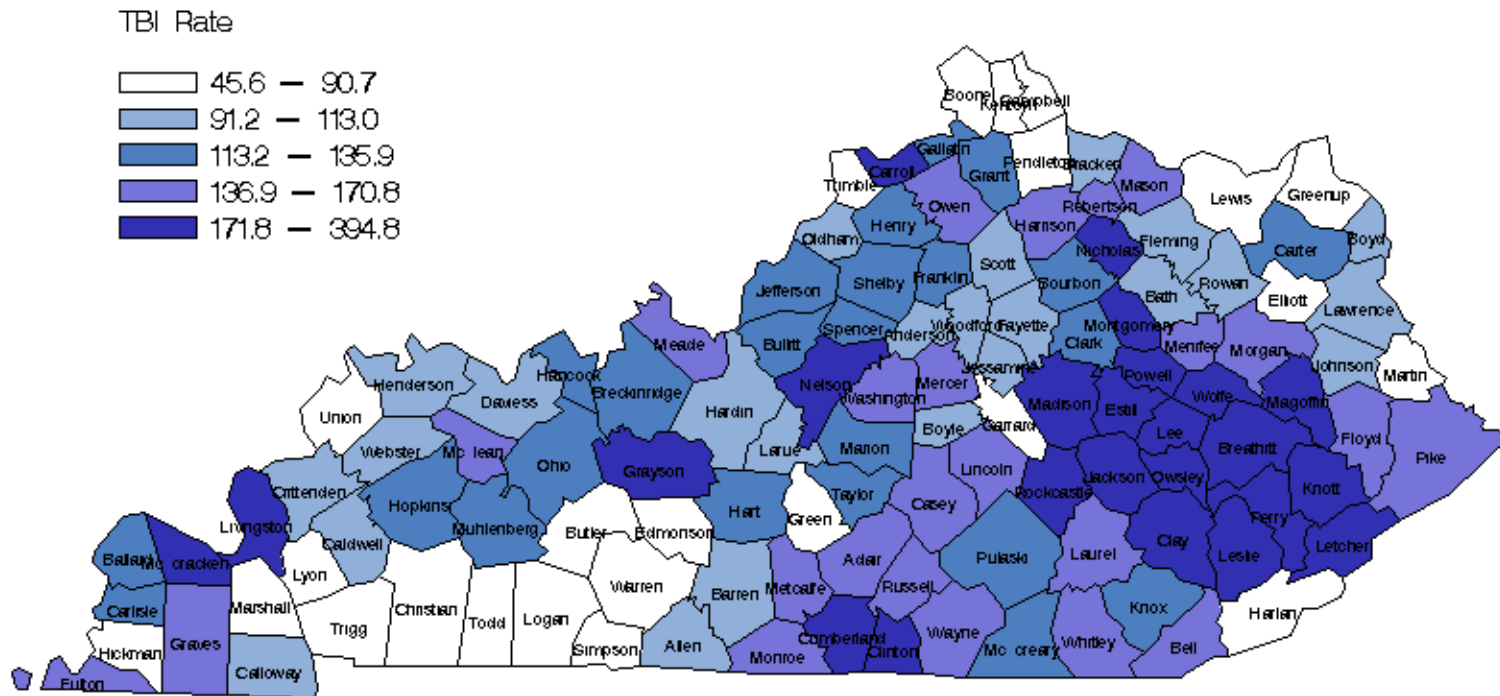 TBI Rate
45.6 – 90.7
91.2 – 113.0
113.2 – 135.9
136.9 – 170.8
171.8 – 394.8
Boone
Kenton
Campbell
Gallatin
Grant
Pendleton
Bracken
Carroll
Trimble
Owen
Harrison
Robertson
Mason
Lewis
Greenup
Henry
Oldham
Nicholas
Fleming
Carter
Boyd
Jefferson
Shelby
Franklin
Scott
Bourbon
Bath
Rowan
Elliott
Lawrence
Bullitt
Spencer
Anderson
Woodford
Fayette
Clark
Montgomery
Menifee
Morgan
Johnson
Martin
Meade
Nelson
Washington
Mercer
Jessamine
Madison
Powell
Estill
Wolfe
Magoffin
Henderson
Daviess
Hancock
Breckinridge
Hardin
Union
Larue
Marion
Boyle
Garrard
Lee
Breathitt
Floyd
Pike
Webster
Mc lean
Ohio
Grayson
Lincoln
Rockcastle
Jackson
Owsley
Knott
Crittenden
Hopkins
Muhlenberg
Butler
Edmonson
Hart
Green
Taylor
Casey
Livingston
Caldwell
Lyon
Adair
Pulaski
Laurel
Clay
Leslie
Perry
Letcher
Ballard
Mc cracken
Carlisle
Marshall
Trigg
Christian
Todd
Logan
Warren
Simpson
Barren
Allen
Metcalfe
Monroe
Russell
Cumberland
Clinton
Wayne
Mc creary
Whitley
Knox
Bell
Harlan
Hickman
Graves
Calloway
Fulton